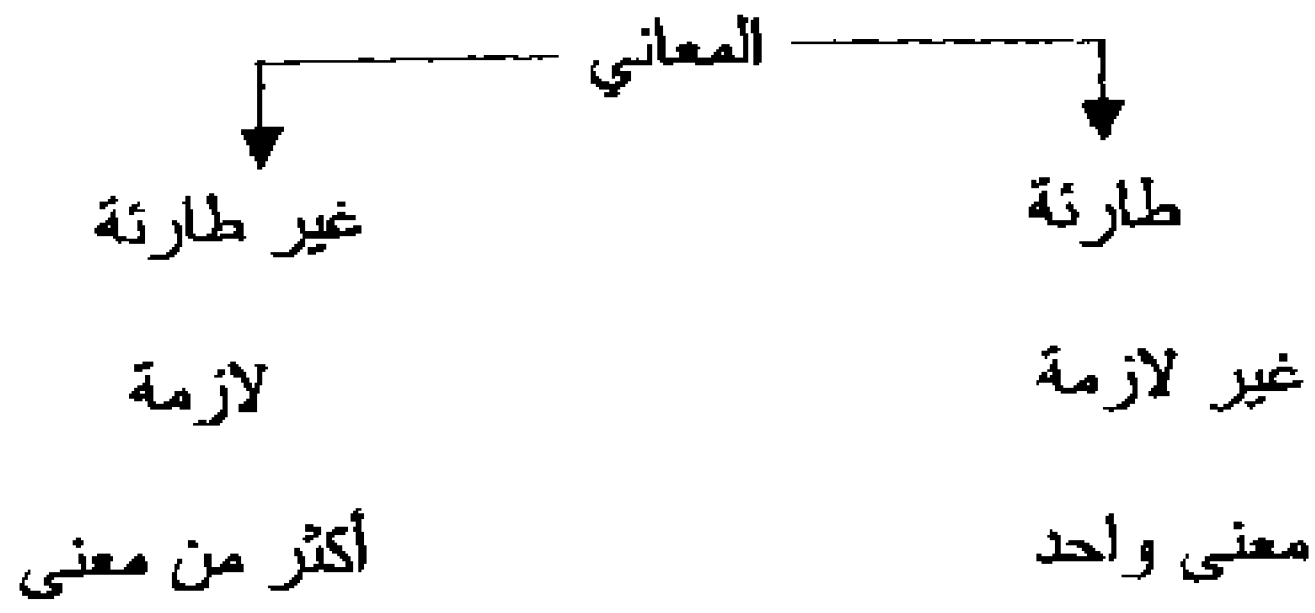 المعاني
طارئة
غير طارئة
غير لازمة
لازمة
معنى واحد
أكثر من معنى